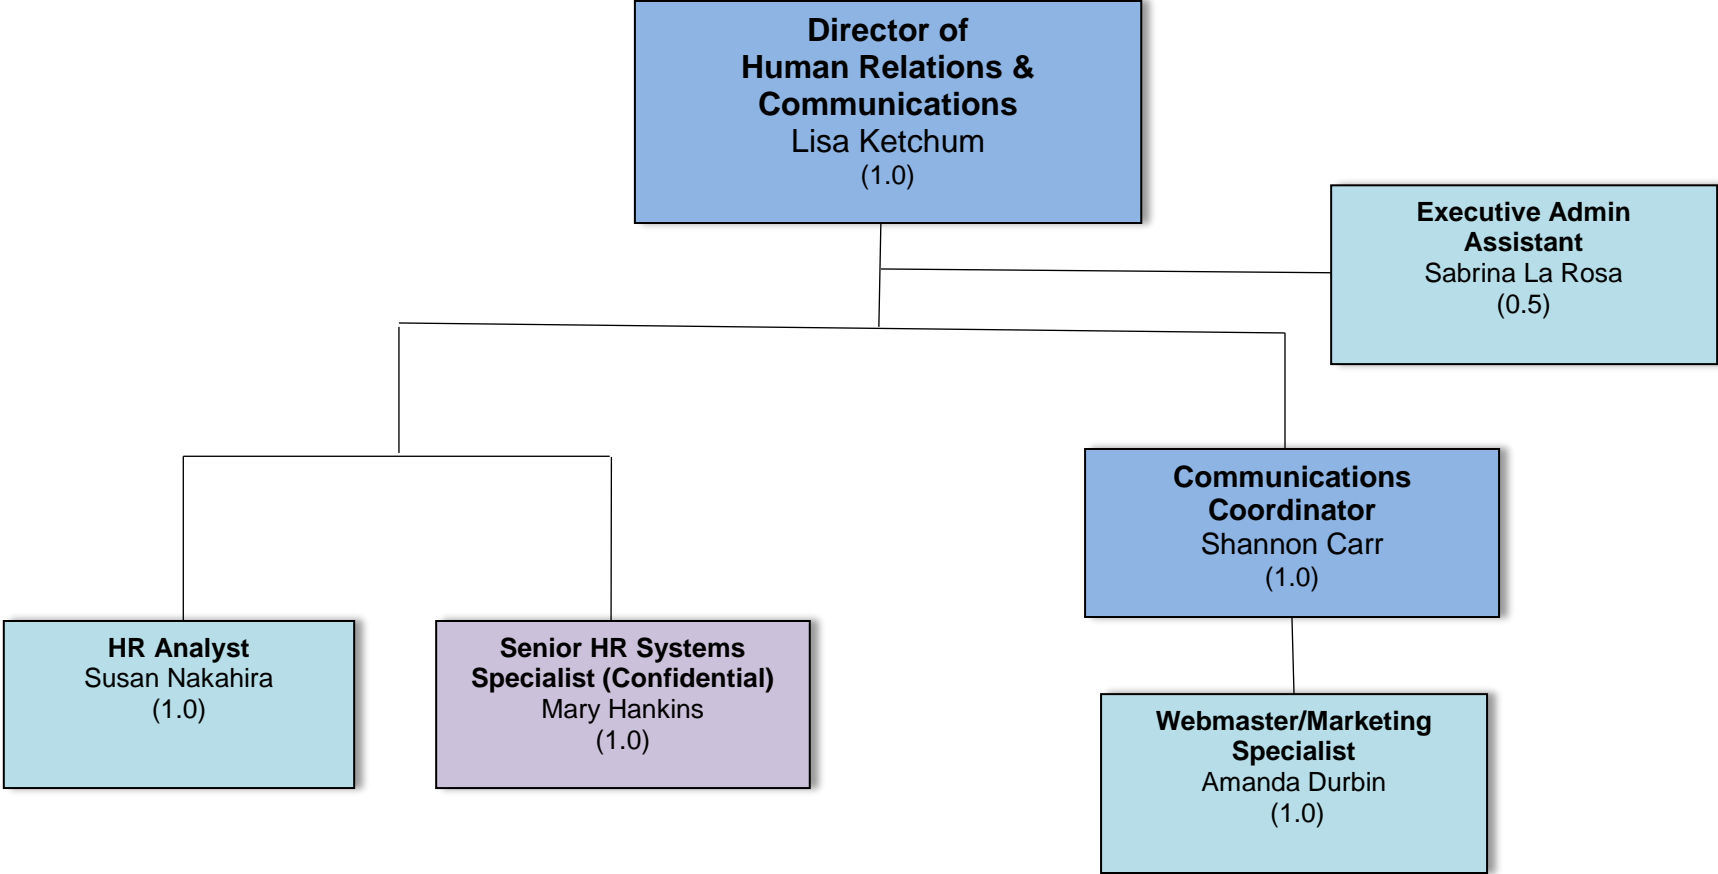 Director of
Human Relations &
Communications
Lisa Ketchum
(1.0)
Executive Admin
Assistant
Sabrina La Rosa
(0.5)
Communications
Coordinator
Shannon Carr
(1.0)
HR Analyst
Susan Nakahira
(1.0)
Senior HR Systems
Specialist (Confidential)
Mary Hankins
(1.0)
Webmaster/Marketing
Specialist
Amanda Durbin
(1.0)